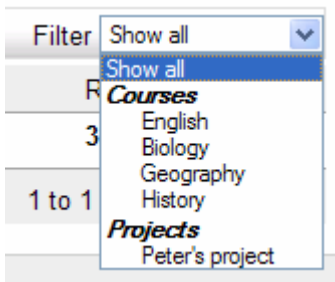 Filter Show all
Show all
R
Courses
English
3
Biology
Geography
1 to 1
History
Projects
Peter's project